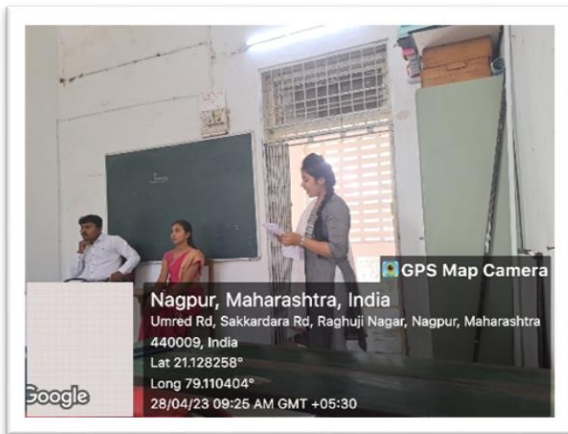 GPS Map Camera
Nagpur, Maharashtra, India
Umred Rd, Sakkardara Rd, Raghuji Nagar, Nagpur, Maharashtra
440009, India
Lat 21.128258°
Long 79.110404°
28/04/23 09:25 AM GMT +05:30
Google